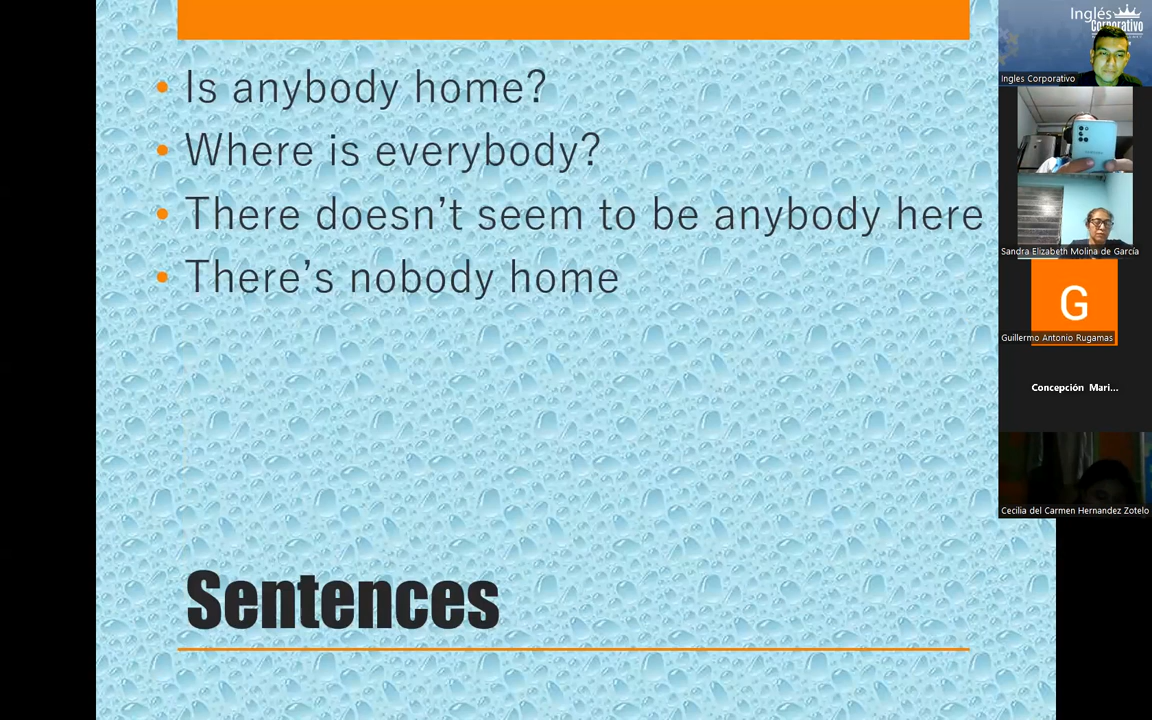 Is anybody home?
Where is everybody?
There doesn’t seem to be anybody here
There’s nobody home
Sentences
Inglés
Corporativo
Ingles Corporativo
Sandra Elizabeth Molina de García
G
Guillermo Antonio Rugamas
Concepción Mari...
Cecilia del Carmen Hernandez Zotelo